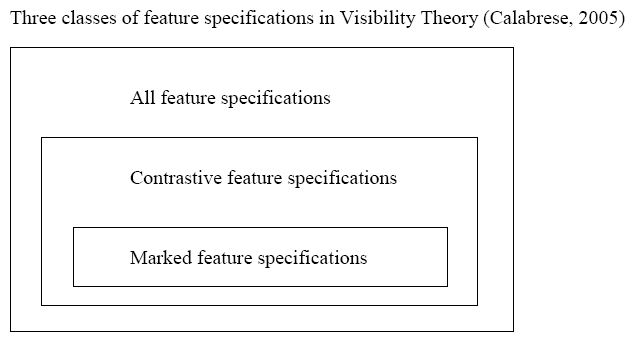 Three classes of feature specifications in Visibility Theory (Calabrese, 2005)
All feature specifications
Contrastive feature specifications
Marked feature specifications